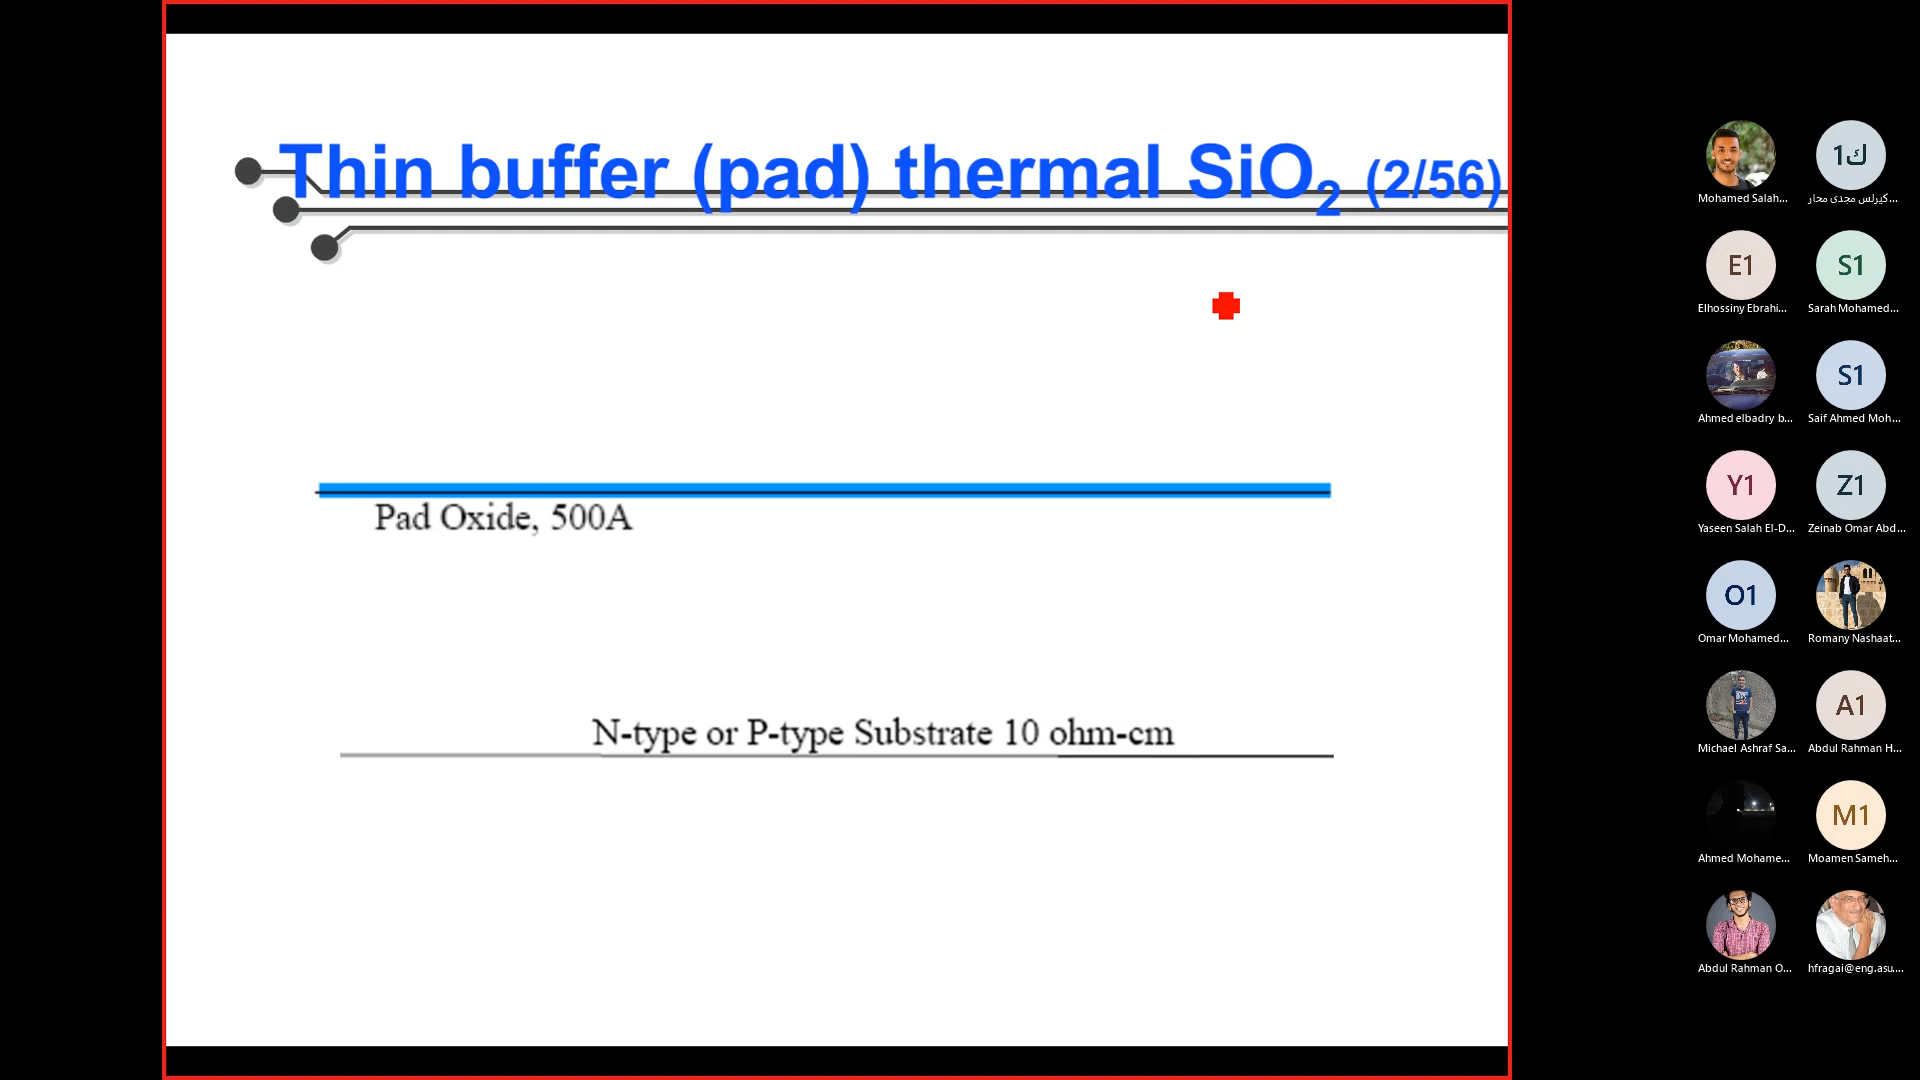 Thin buffer (pad) thermal SiO2 (2/56)
Pad Oxide, 500A
N-type or P-type Substrate 10 ohm-cm
Mohamed Salah...
ك1
كيرلس مجدى محار...
E1
Elhossiny Ebrahi...
S1
Sarah Mohamed...
Ahmed elbadry b...
S1
Saif Ahmed Moh...
Y1
Yaseen Salah El-D...
Z1
Zeinab Omar Abd...
O1
Omar Mohamed...
Romany Nashaat...
Michael Ashraf Sa...
A1
Abdul Rahman H...
Ahmed Mohame...
M1
Moamen Sameh...
Abdul Rahman O...
hfragai@eng.asu....